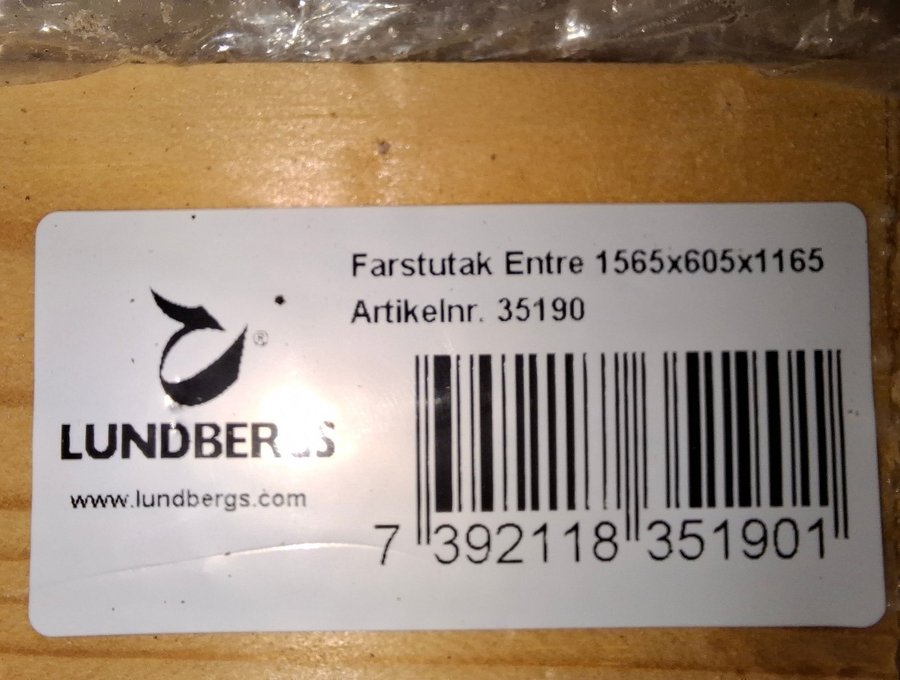 Farstutak Entre 1565x605x1165
Artikelnr. 35190
®
LUNDBERGS
www.lundbergs.com
7 392118 351901